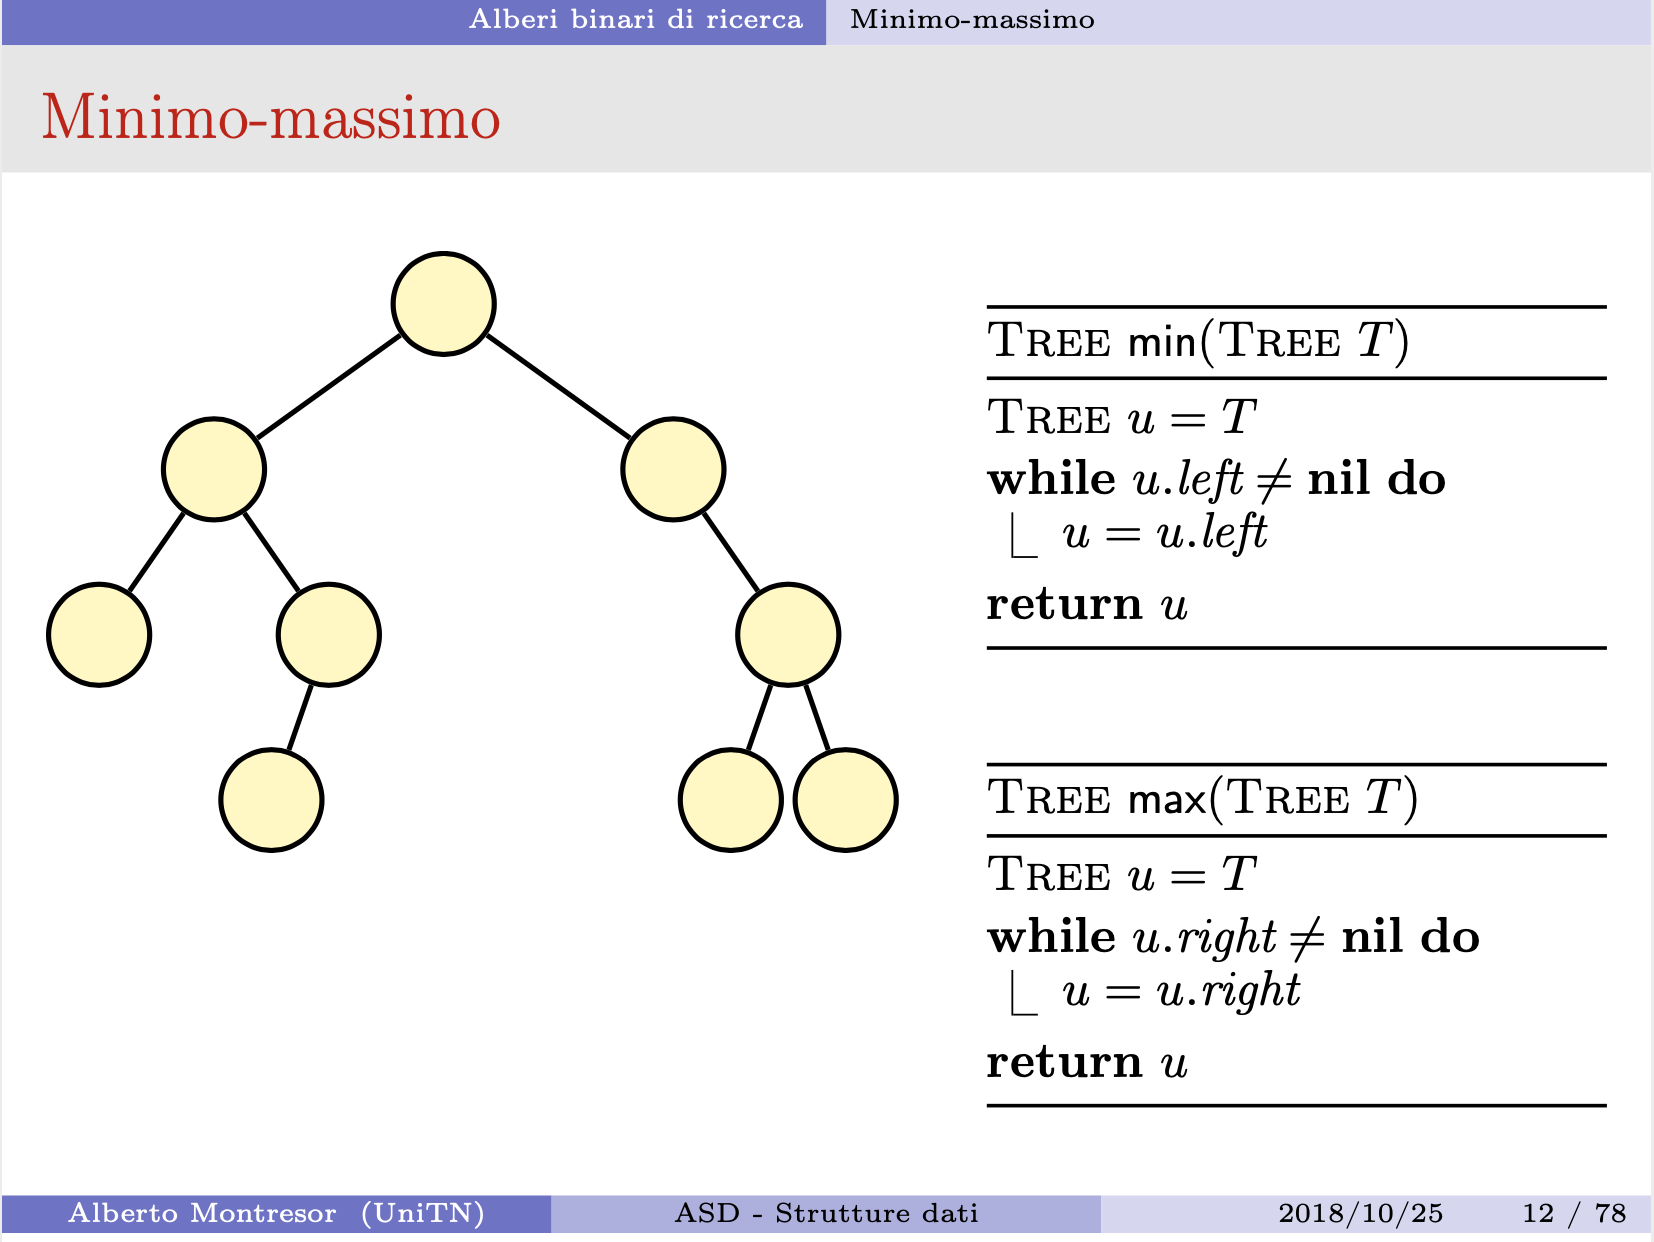 Alberi binari di ricerca Minimo-massimo
Minimo-massimo
TREE min(TREE T)
TREE u = T
while u.left ≠ nil do
u = u.left
return u
TREE max(TREE T)
TREE u = T
while u.right ≠ nil do
u = u.right
return u
Alberto Montresor (UniTN) ASD - Strutture dati 2018/10/25 12 / 78